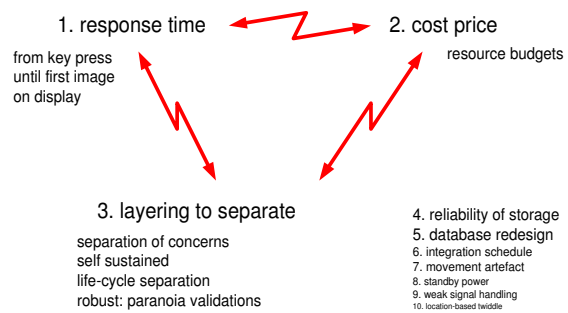 1. response time
2. cost price
from key press
until first image
on display
resource budgets
3. layering to separate
separation of concerns
self sustained
life-cycle separation
robust: paranoia validations
4. reliability of storage
5. database redesign
6. integration schedule
7. movement artefact
8. standby power
9. weak signal handling
10. location-based twiddle